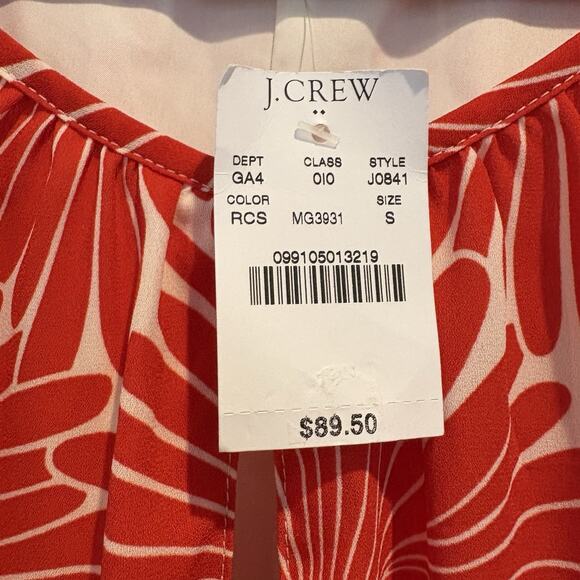 J.CREW
DEPT CLASS STYLE
GA4 010 J0841
COLOR SIZE
RCS MG3931 S
099105013219
$89.50